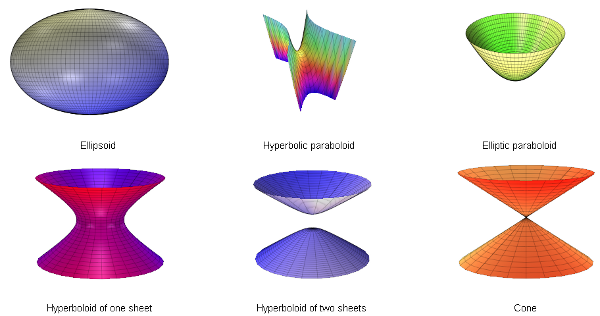 Ellipsoid
Hyperbolic paraboloid
Elliptic paraboloid
Hyperboloid of one sheet
Hyperboloid of two sheets
Cone